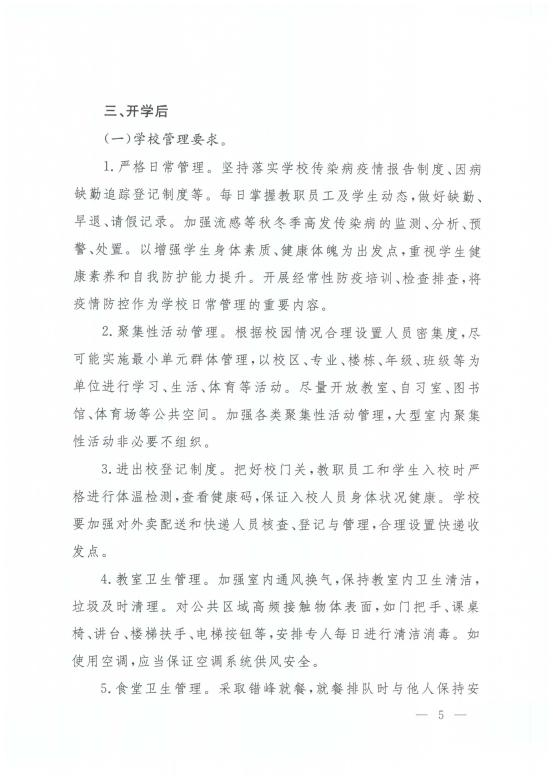 三、开学后
(一)学校管理要求。
1.严格日常管理。坚持落实学校传染病疫情报告制度、因病
缺勤追踪登记制度等。每日掌握教职员工及学生动态,做好缺勤、
早退、请假记录。加强流感等秋冬季高发传染病的监测、分析、预
警、处置。以增强学生身体素质、健康体魄为出发点,重视学生健
康素养和自我防护能力提升。开展经常性防疫培训、检查排查,将
疫情防控作为学校日常管理的重要内容。
2.聚集性活动管理。根据校园情况合理设置人员密集度,尽
可能实施最小单元群体管理,以校区、专业、楼栋、年级、班级等为
单位进行学习、生活、体育等活动。尽量开放教室、自习室、图书
馆、体育场等公共空间。加强各类聚集性活动管理,大型室内聚集
性活动非必要不组织。
3.进出校登记制度。把好校门关,教职员工和学生入校时严
格进行体温检测,查看健康码,保证入校人员身体状况健康。学校
要加强对外卖配送和快递人员核查、登记与管理,合理设置快递收
发点。
4.教室卫生管理。加强室内通风换气,保持教室内卫生清洁,
垃圾及时清理。对公共区域高频接触物体表面,如门把手、课桌
椅、讲台、楼梯扶手、电梯按钮等,安排专人每日进行清洁消毒。如
使用空调,应当保证空调系统供风安全。
5.食堂卫生管理。采取错峰就餐,就餐排队时与他人保持安
— 5 —